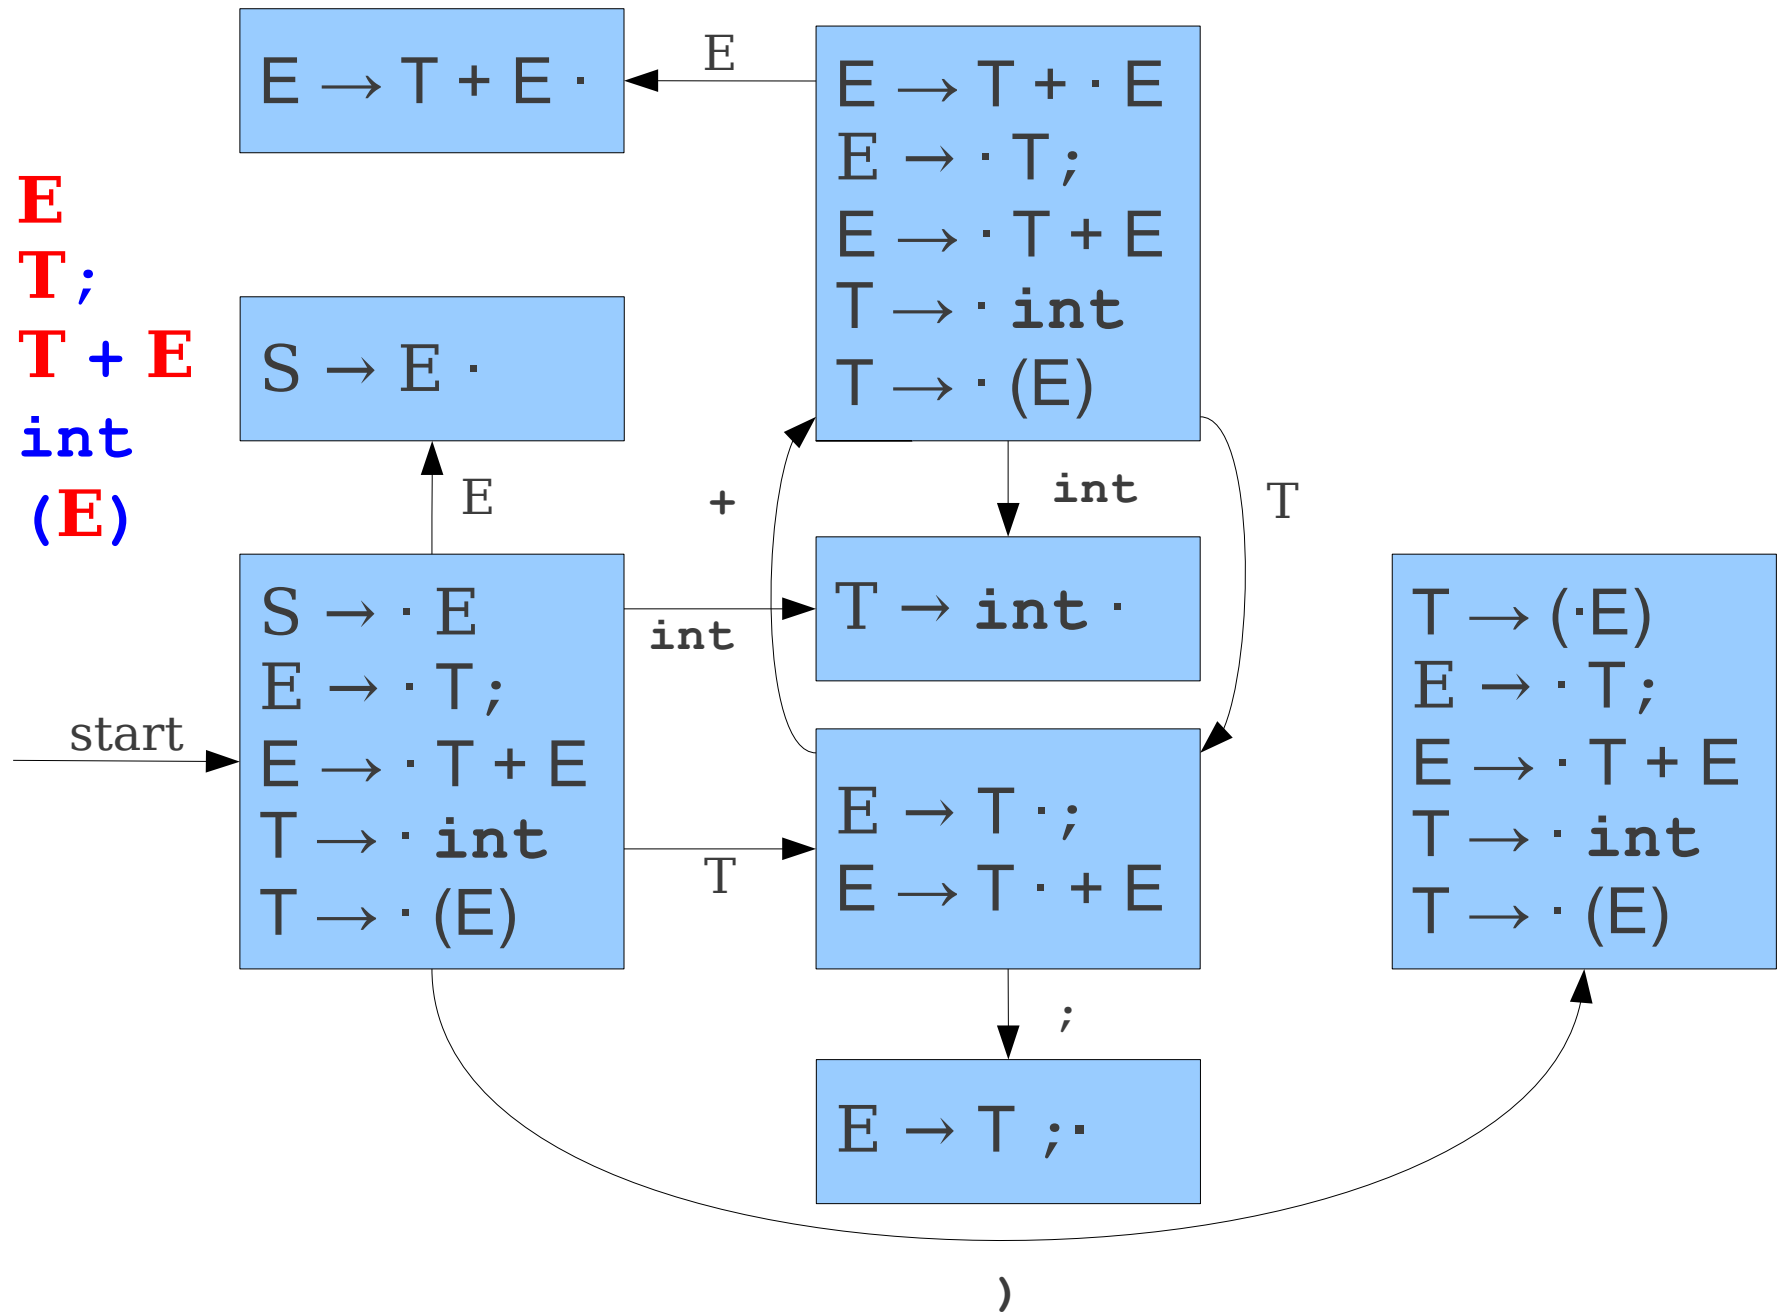 E → T + E ·
E
E → T + · E
E → · T ;
E → · T + E
T → · int
T → · (E)
E
T ;
T + E
int
(E)
S → E ·
E
+
int
T
S → · E
E → · T ;
E → · T + E
T → · int
T → · (E)
start
int
T
T → int ·
E → T · ;
E → T · + E
T → (·E)
E → · T ;
E → · T + E
T → · int
T → · (E)
;
E → T ; ·
)